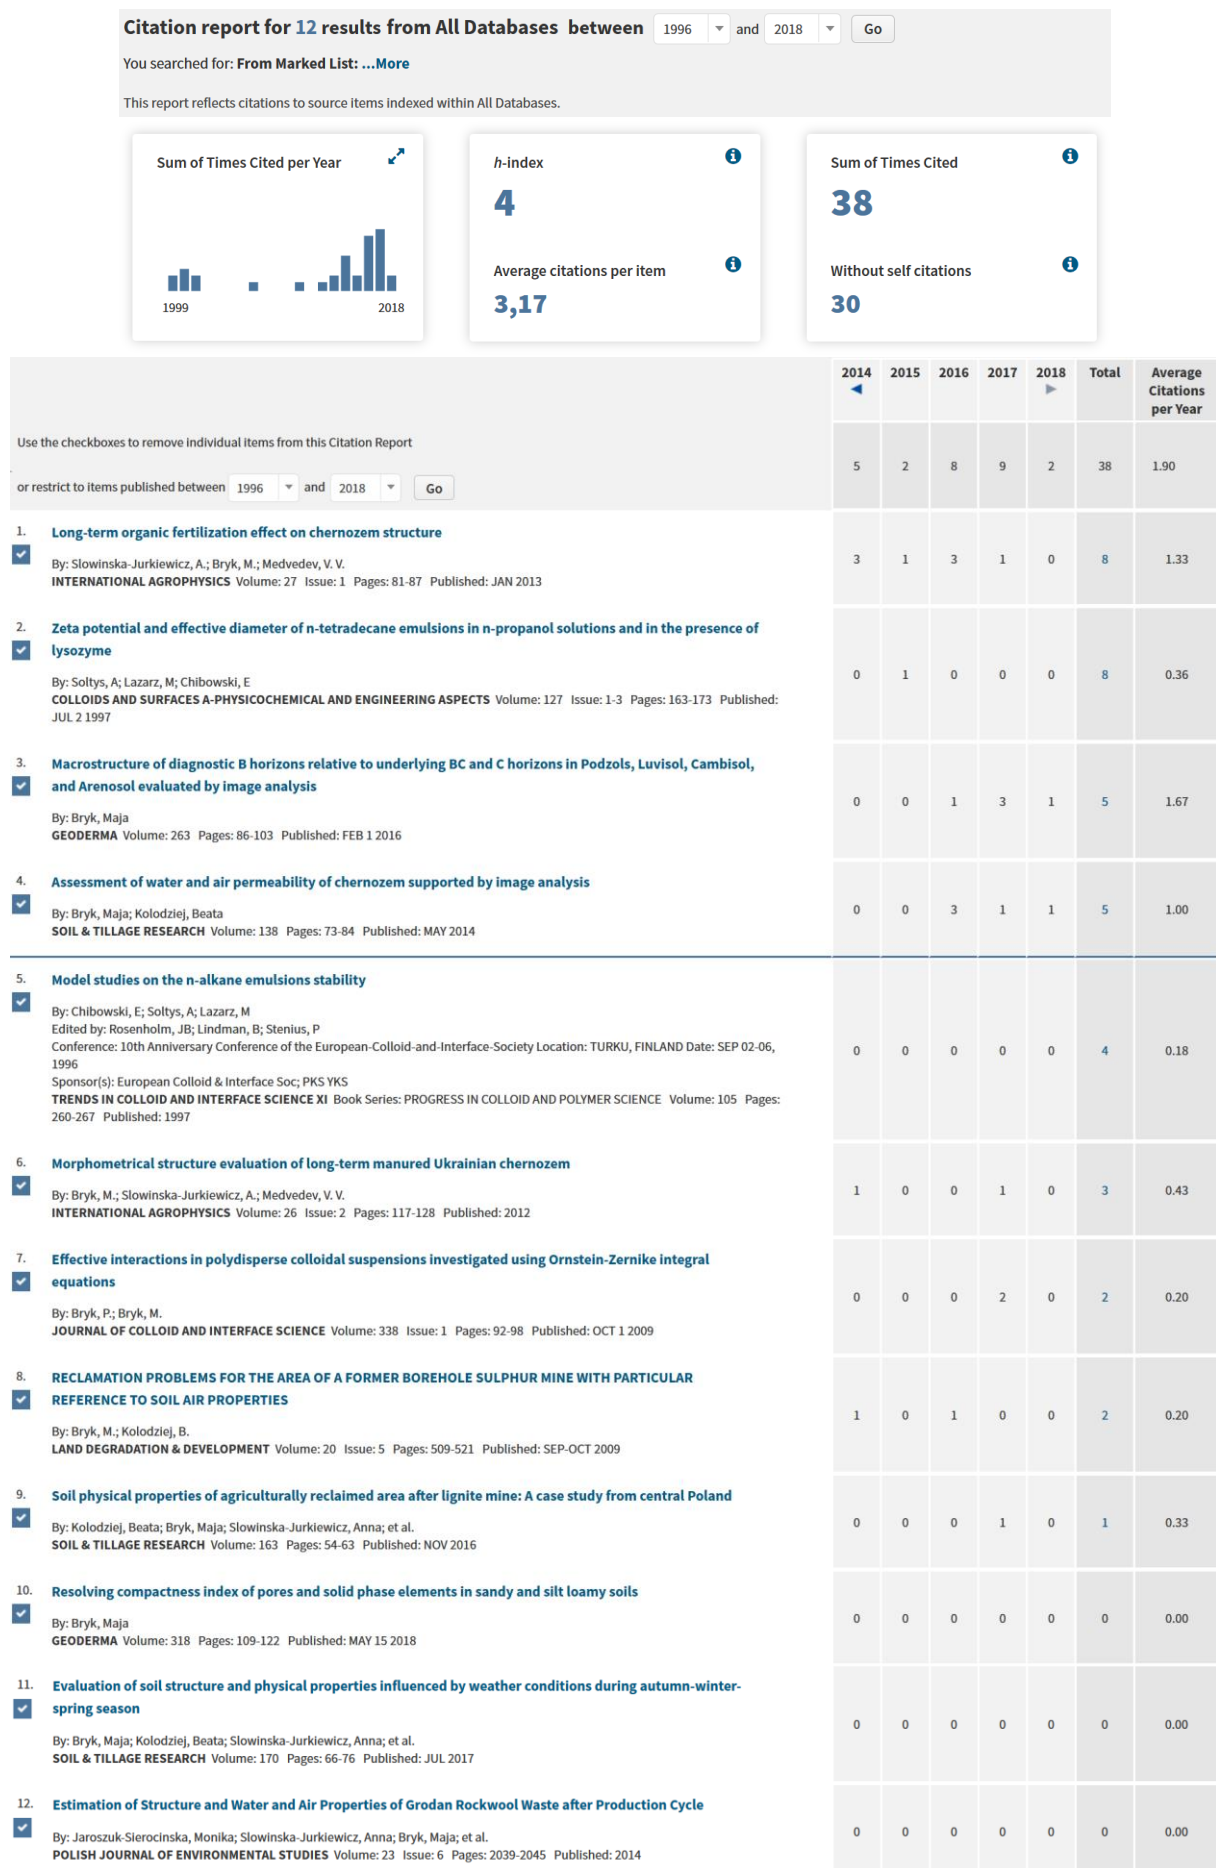 Citation report for 12 results from All Databases between 1996 and 2018 Go
You searched for: From Marked List: ...More
This report reflects citations to source items indexed within All Databases.
Sum of Times Cited per Year
1999 2018
h-index
4
Average citations per item
3,17
Sum of Times Cited
38
Without self citations
30
2014 2015 2016 2017 2018 Total Average Citations per Year
Use the checkboxes to remove individual items from this Citation Report
or restrict to items published between 1996 and 2018 Go
5 2 8 9 2 38 1.90
1. Long-term organic fertilization effect on chernozem structure
By: Slowinska-Jurkiewicz, A.; Bryk, M.; Medvedev, V. V.
INTERNATIONAL AGROPHYSICS Volume: 27 Issue: 1 Pages: 81-87 Published: JAN 2013
3 1 3 1 0 8 1.33
2. Zeta potential and effective diameter of n-tetradecane emulsions in n-propanol solutions and in the presence of
lysozyme
By: Soltys, A; Lazarz, M; Chibowski, E
COLLOIDS AND SURFACES A-PHYSICOCHEMICAL AND ENGINEERING ASPECTS Volume: 127 Issue: 1-3 Pages: 163-173 Published:
JUL 2 1997
0 1 0 0 0 8 0.36
3. Macrostructure of diagnostic B horizons relative to underlying BC and C horizons in Podzols, Luvisol, Cambisol,
and Arenosol evaluated by image analysis
By: Bryk, Maja
GEODERMA Volume: 263 Pages: 86-103 Published: FEB 1 2016
0 0 1 3 1 5 1.67
4. Assessment of water and air permeability of chernozem supported by image analysis
By: Bryk, Maja; Kolodziej, Beata
SOIL & TILLAGE RESEARCH Volume: 138 Pages: 73-84 Published: MAY 2014
0 0 3 1 1 5 1.00
5. Model studies on the n-alkane emulsions stability
By: Chibowski, E; Soltys, A; Lazarz, M
Edited by: Rosenholm, JB; Lindman, B; Stenius, P
Conference: 10th Anniversary Conference of the European-Colloid-and-Interface-Society Location: TURKU, FINLAND Date: SEP 02-06,
1996
Sponsor(s): European Colloid & Interface Soc; PKS YKS
TRENDS IN COLLOID AND INTERFACE SCIENCE XI Book Series: PROGRESS IN COLLOID AND POLYMER SCIENCE Volume: 105 Pages:
260-267 Published: 1997
0 0 0 0 0 4 0.18
6. Morphometrical structure evaluation of long-term manured Ukrainian chernozem
By: Bryk, M.; Slowinska-Jurkiewicz, A.; Medvedev, V. V.
INTERNATIONAL AGROPHYSICS Volume: 26 Issue: 2 Pages: 117-128 Published: 2012
1 0 0 1 0 3 0.43
7. Effective interactions in polydisperse colloidal suspensions investigated using Ornstein-Zernike integral
equations
By: Bryk, P.; Bryk, M.
JOURNAL OF COLLOID AND INTERFACE SCIENCE Volume: 338 Issue: 1 Pages: 92-98 Published: OCT 1 2009
0 0 0 2 0 2 0.20
8. RECLAMATION PROBLEMS FOR THE AREA OF A FORMER BOREHOLE SULPHUR MINE WITH PARTICULAR
REFERENCE TO SOIL AIR PROPERTIES
By: Bryk, M.; Kolodziej, B.
LAND DEGRADATION & DEVELOPMENT Volume: 20 Issue: 5 Pages: 509-521 Published: SEP-OCT 2009
1 0 1 0 0 2 0.20
9. Soil physical properties of agriculturally reclaimed area after lignite mine: A case study from central Poland
By: Kolodziej, Beata; Bryk, Maja; Slowinska-Jurkiewicz, Anna; et al.
SOIL & TILLAGE RESEARCH Volume: 163 Pages: 54-63 Published: NOV 2016
0 0 0 1 0 1 0.33
10. Resolving compactness index of pores and solid phase elements in sandy and silt loamy soils
By: Bryk, Maja
GEODERMA Volume: 318 Pages: 109-122 Published: MAY 15 2018
0 0 0 0 0 0 0.00
11. Evaluation of soil structure and physical properties influenced by weather conditions during autumn-winter-
spring season
By: Bryk, Maja; Kolodziej, Beata; Slowinska-Jurkiewicz, Anna; et al.
SOIL & TILLAGE RESEARCH Volume: 170 Pages: 66-76 Published: JUL 2017
0 0 0 0 0 0 0.00
12. Estimation of Structure and Water and Air Properties of Grodan Rockwool Waste after Production Cycle
By: Jaroszuk-Sierocinska, Monika; Slowinska-Jurkiewicz, Anna; Bryk, Maja; et al.
POLISH JOURNAL OF ENVIRONMENTAL STUDIES Volume: 23 Issue: 6 Pages: 2039-2045 Published: 2014
0 0 0 0 0 0 0.00